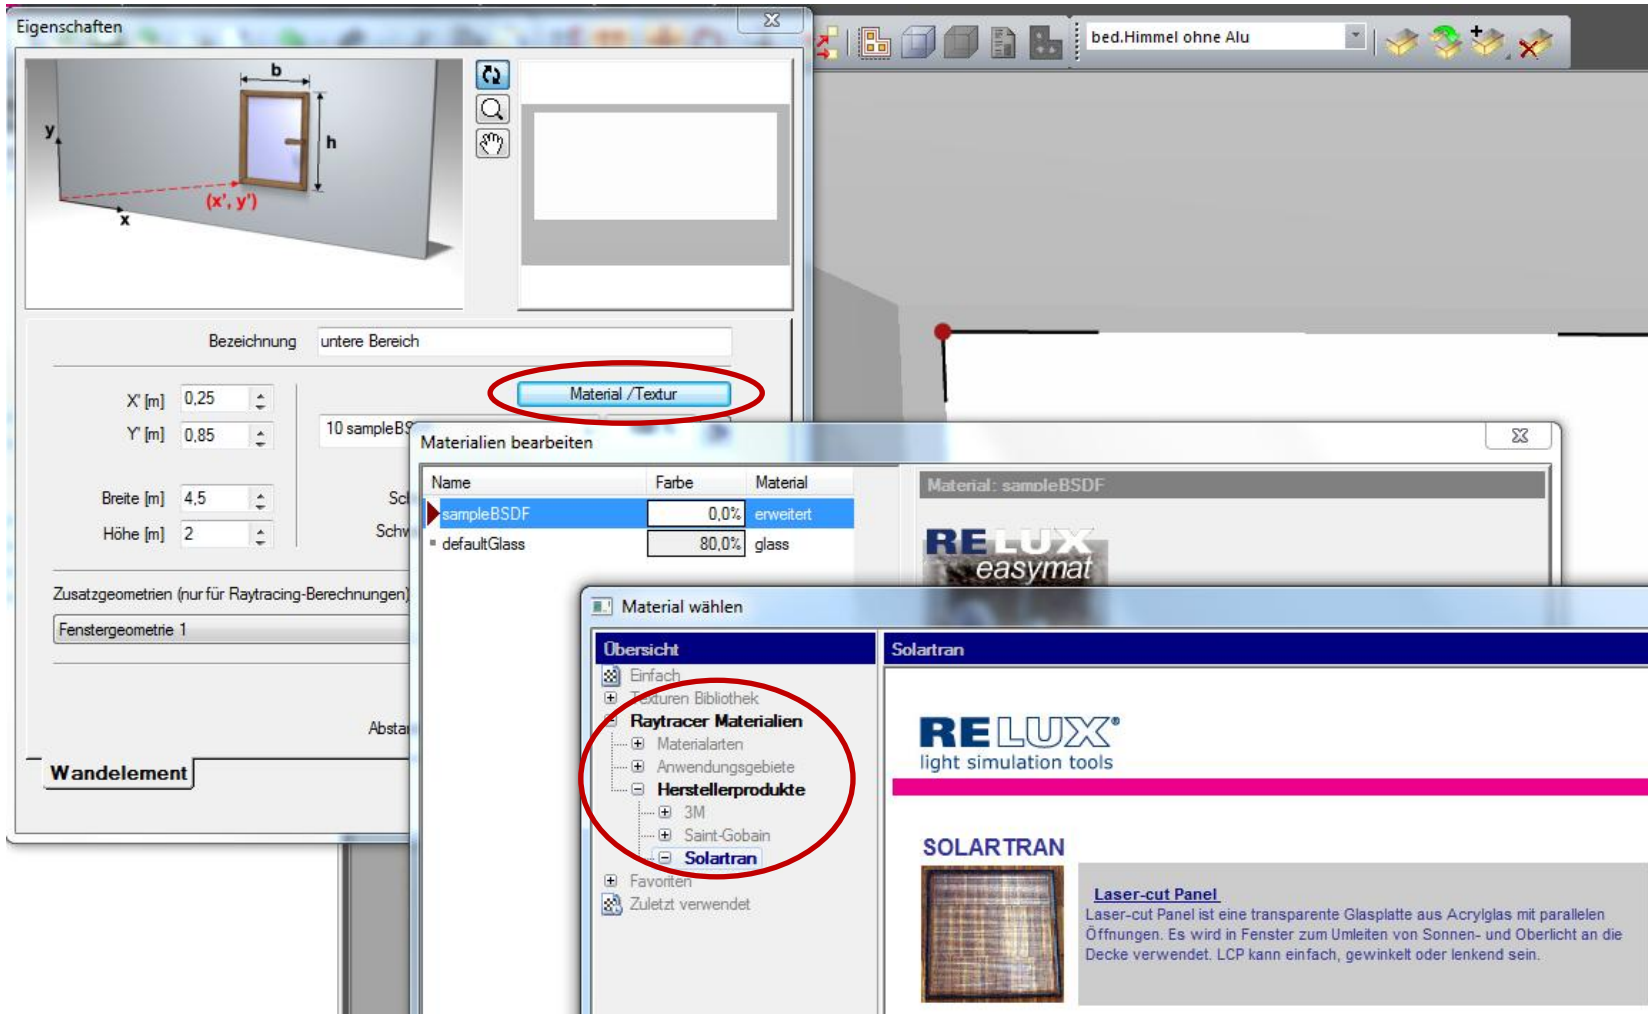 Eigenschaften
bed.Himmel ohne Alu
b
y
h
(x', y')
x
Bezeichnung untere Bereich
Material /Textur
X' [m] 0,25
Y' [m] 0,85
10 sampleBS
Breite [m] 4,5
Höhe [m] 2
Schw
Zusatzgeometrien (nur für Raytracing-Berechnungen)
Fenstergeometrie 1
Absta
Wandelement
Materialien bearbeiten
Name Farbe Material
sampleBSDF 0,0% erweitert
defaultGlass 80,0% glass
Material: sampleBSDF
RELUX
easymat
Material wählen
Übersicht
Einfach
Texturen Bibliothek
Raytracer Materialien
Materialarten
Anwendungsgebiete
Herstellerprodukte
3M
Saint-Gobain
Solartran
Favoriten
Zuletzt verwendet
Solartran
RELUX®
light simulation tools
SOLARTRAN
Laser-cut Panel
Laser-cut Panel ist eine transparente Glasplatte aus Acrylglas mit parallelen
Öffnungen. Es wird in Fenster zum Umleiten von Sonnen- und Oberlicht an die
Decke verwendet. LCP kann einfach, gewinkelt oder lenkend sein.